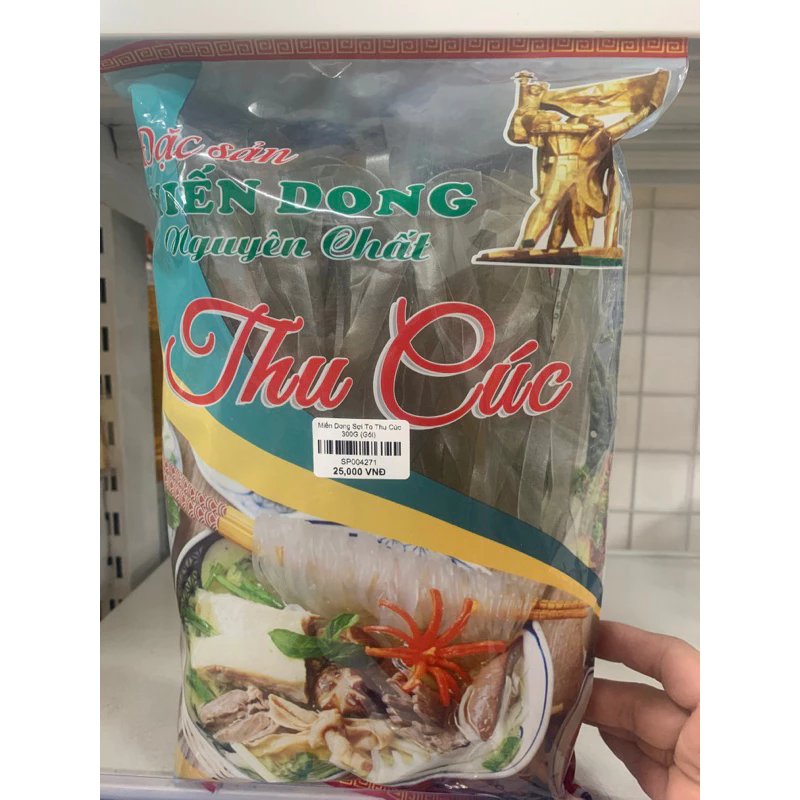 Đặc sản
MIẾN DONG
Nguyên Chất
Thu Cúc
Miến Dong Sợi To Thu Cúc
300G (Gói)
SP004271
25,000 VNĐ